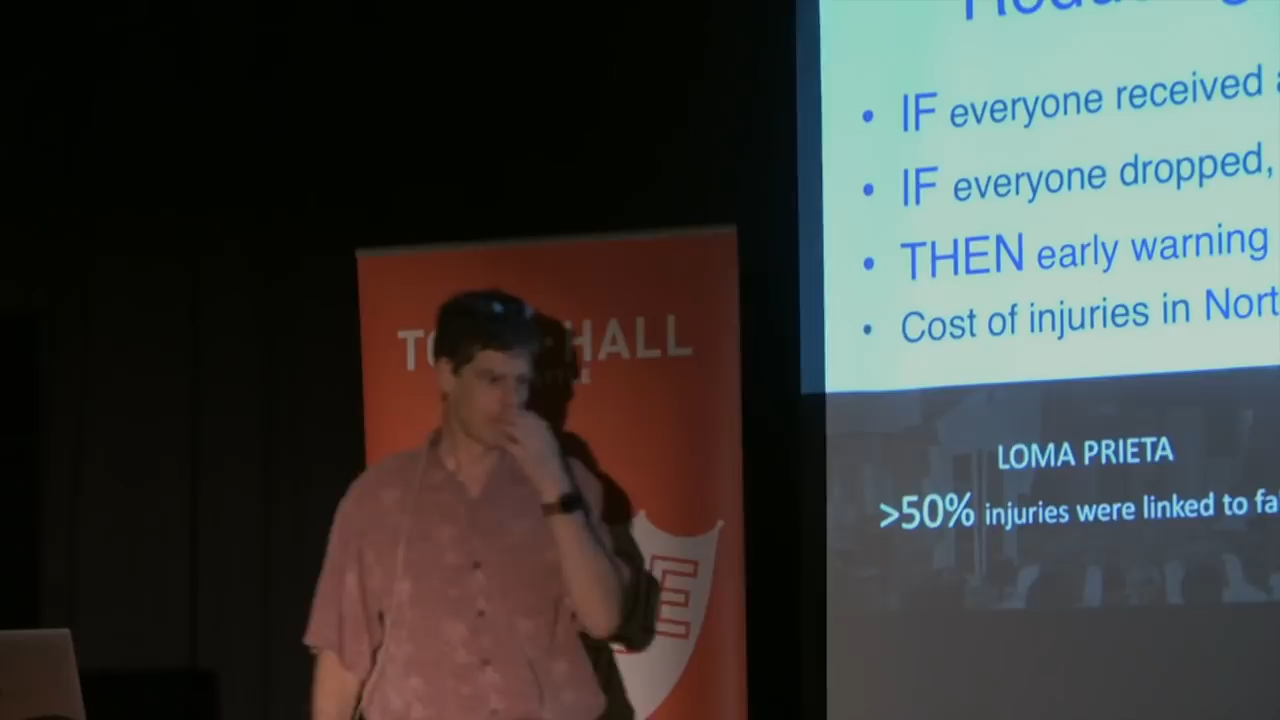 HALL
E
IF everyone received
IF everyone dropped,
THEN early warning
Cost of injuries in Nort
LOMA PRIETA
>50% injuries were linked to fa